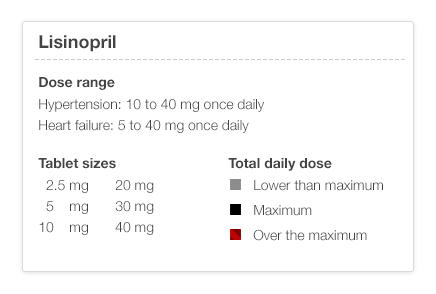 Lisinopril
Dose range
Hypertension: 10 to 40 mg once daily
Heart failure: 5 to 40 mg once daily
Tablet sizes
2.5 mg 20 mg
5 mg 30 mg
10 mg 40 mg
Total daily dose
Lower than maximum
Maximum
Over the maximum